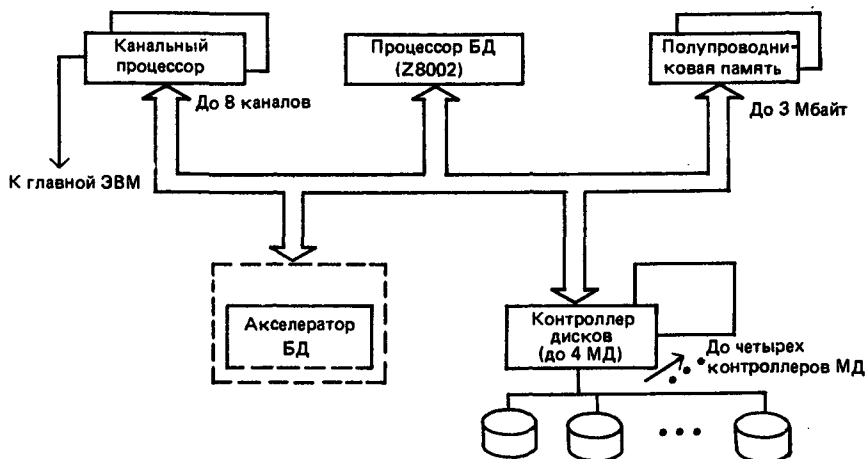 Канальный
процессор
Процессор БД
(Z8002)
Полупроводни-
ковая память
До 8 каналов
До 3 Мбайт
К главной ЭВМ
Акселератор
БД
Контроллер
дисков
(до 4 МД)
До четырех
контроллеров МД